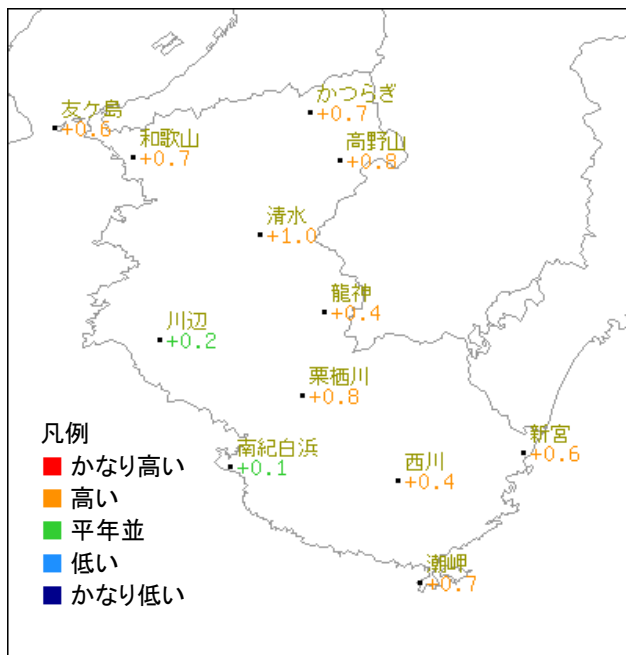 かつらぎ
+0.7
友ケ島
+0.6
和歌山
+0.7
高野山
+0.8
清水
+1.0
龍神
+0.4
川辺
+0.2
栗栖川
+0.8
新宮
+0.6
南紀白浜
+0.1
西川
+0.4
潮岬
+0.7
凡例
かなり高い
高い
平年並
低い
かなり低い